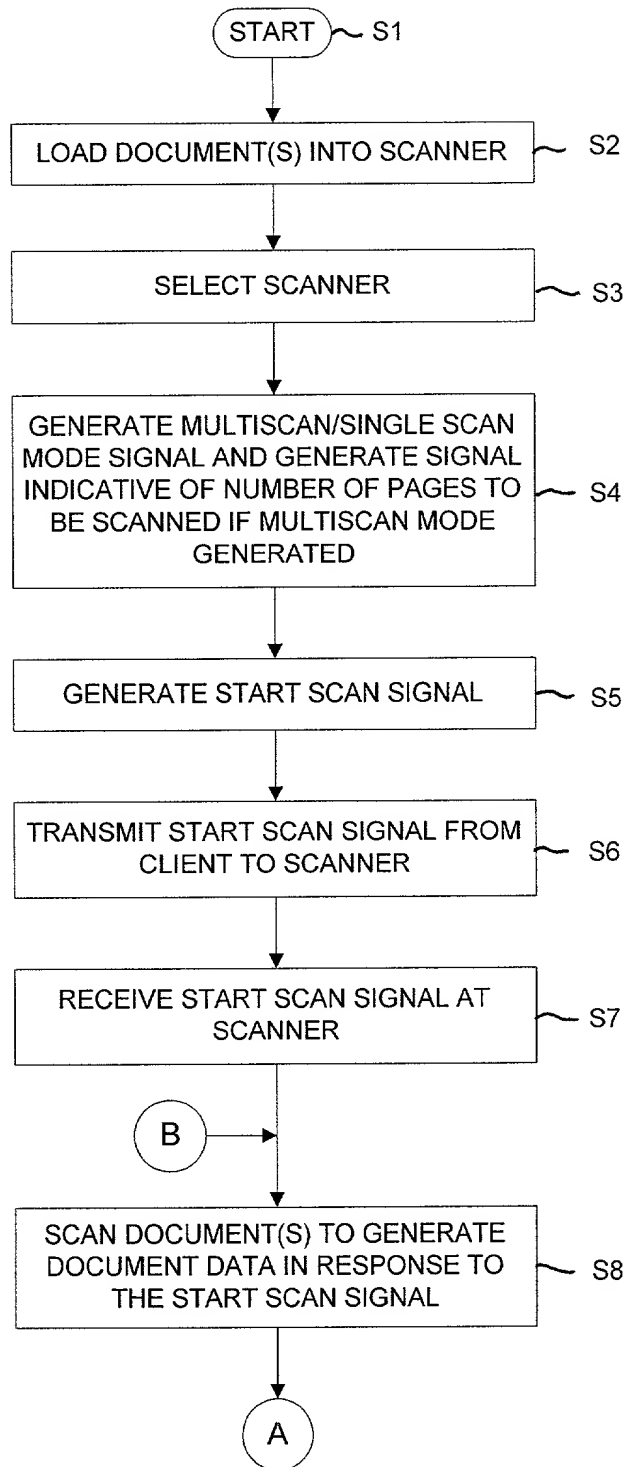 START S1
LOAD DOCUMENT(S) INTO SCANNER S2
SELECT SCANNER S3
GENERATE MULTISCAN/SINGLE SCAN
MODE SIGNAL AND GENERATE SIGNAL
INDICATIVE OF NUMBER OF PAGES TO S4
BE SCANNED IF MULTISCAN MODE
GENERATED
GENERATE START SCAN SIGNAL S5
TRANSMIT START SCAN SIGNAL FROM
CLIENT TO SCANNER S6
RECEIVE START SCAN SIGNAL AT
SCANNER S7
B
SCAN DOCUMENT(S) TO GENERATE
DOCUMENT DATA IN RESPONSE TO S8
THE START SCAN SIGNAL
A